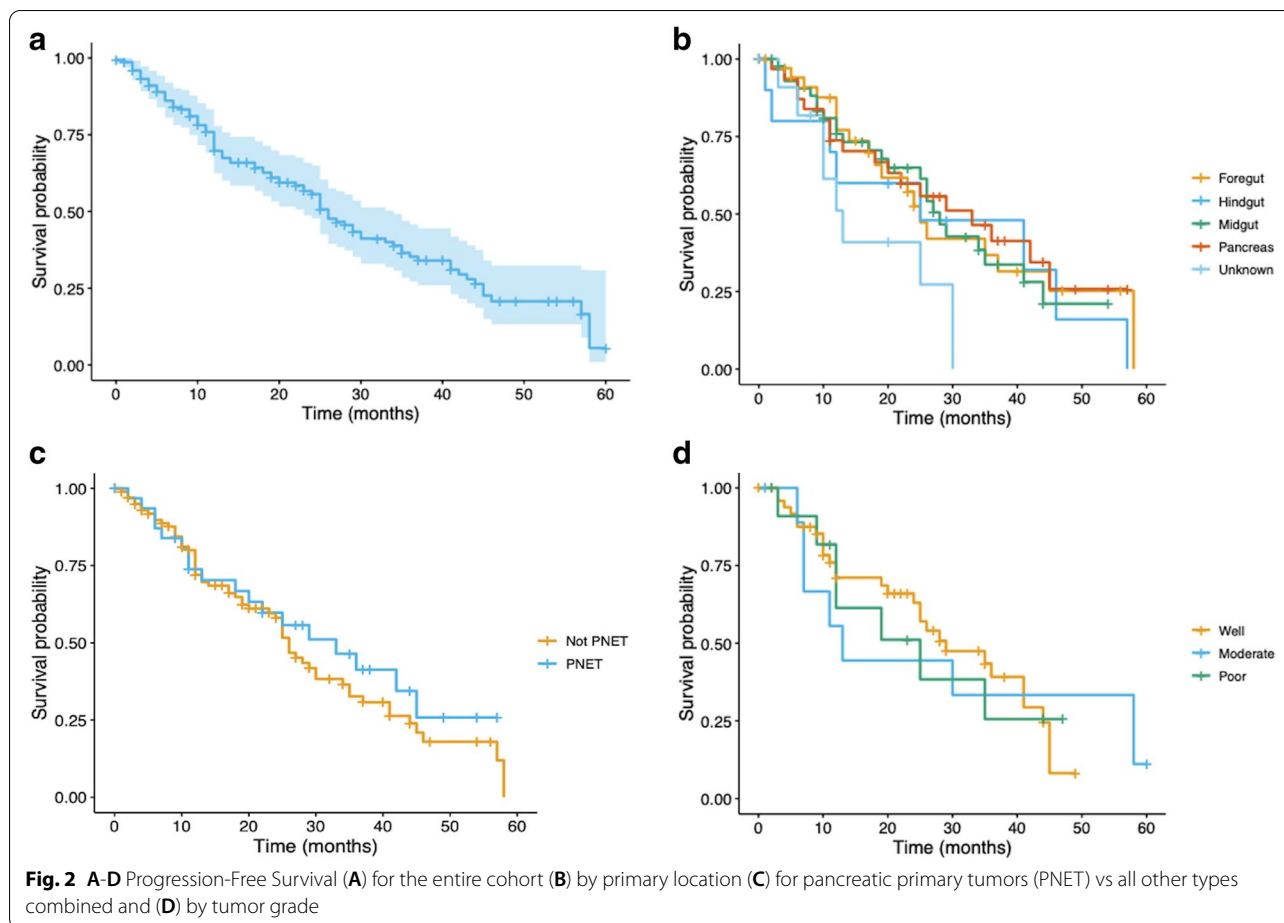 a
1.00
0.75
0.50
0.25
0.00
Survival probability
0 10 20 30 40 50 60
Time (months)
b
1.00
0.75
0.50
0.25
0.00
Survival probability
0 10 20 30 40 50 60
Time (months)
Foregut
Hindgut
Midgut
Pancreas
Unknown
c
1.00
0.75
0.50
0.25
0.00
Survival probability
0 10 20 30 40 50 60
Time (months)
Not PNET
PNET
d
1.00
0.75
0.50
0.25
0.00
Survival probability
0 10 20 30 40 50 60
Time (months)
Well
Moderate
Poor
Fig. 2 A-D Progression-Free Survival (A) for the entire cohort (B) by primary location (C) for pancreatic primary tumors (PNET) vs all other types
combined and (D) by tumor grade